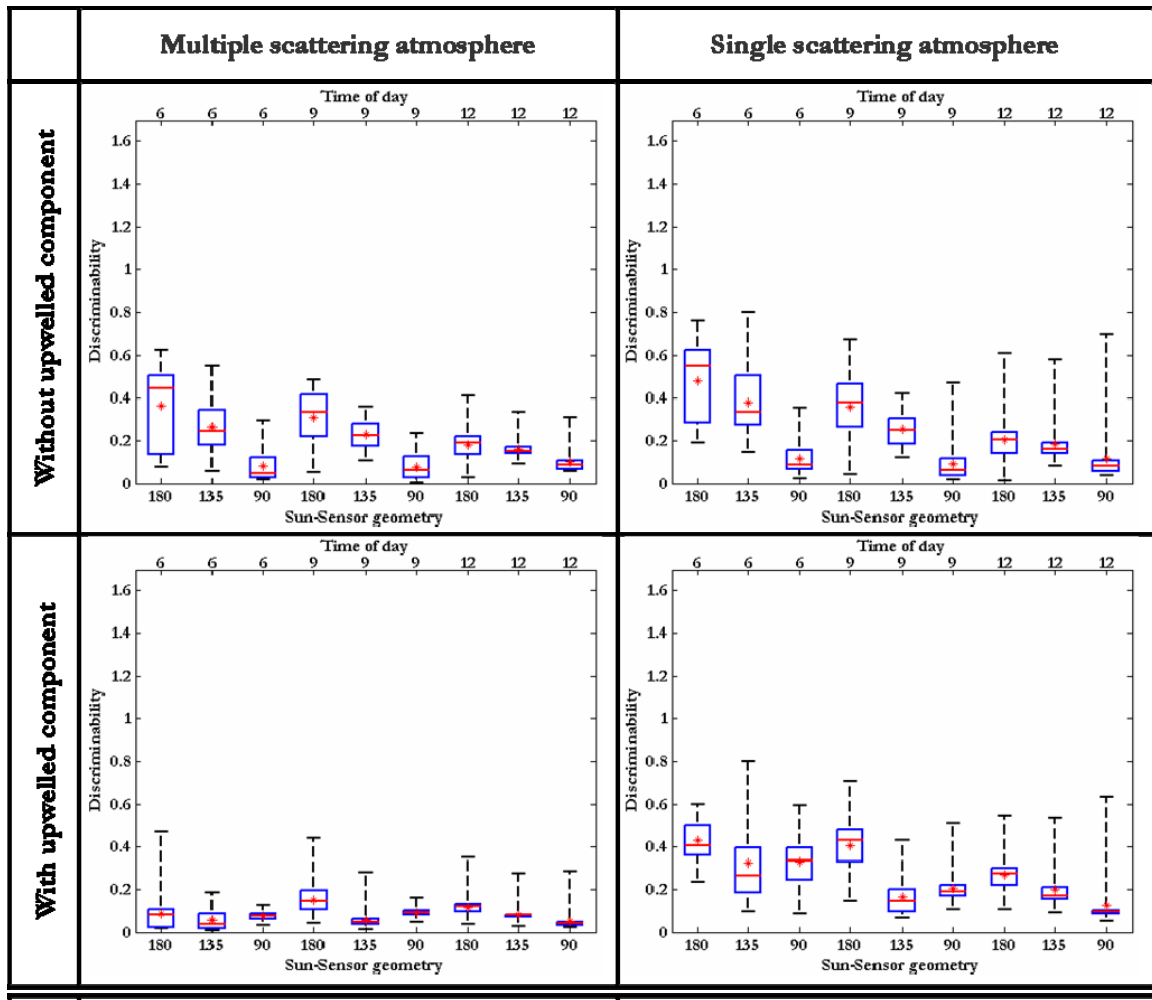 Multiple scattering atmosphere
Single scattering atmosphere
Without upwelled component
Time of day
6 6 6 9 9 9 12 12 12
1.6
1.4
1.2
1
0.8
0.6
0.4
0.2
0
Discriminability
180 135 90 180 135 90 180 135 90
Sun-Sensor geometry
Time of day
6 6 6 9 9 9 12 12 12
1.6
1.4
1.2
1
0.8
0.6
0.4
0.2
0
Discriminability
180 135 90 180 135 90 180 135 90
Sun-Sensor geometry
With upwelled component
Time of day
6 6 6 9 9 9 12 12 12
1.6
1.4
1.2
1
0.8
0.6
0.4
0.2
0
Discriminability
180 135 90 180 135 90 180 135 90
Sun-Sensor geometry
Time of day
6 6 6 9 9 9 12 12 12
1.6
1.4
1.2
1
0.8
0.6
0.4
0.2
0
Discriminability
180 135 90 180 135 90 180 135 90
Sun-Sensor geometry